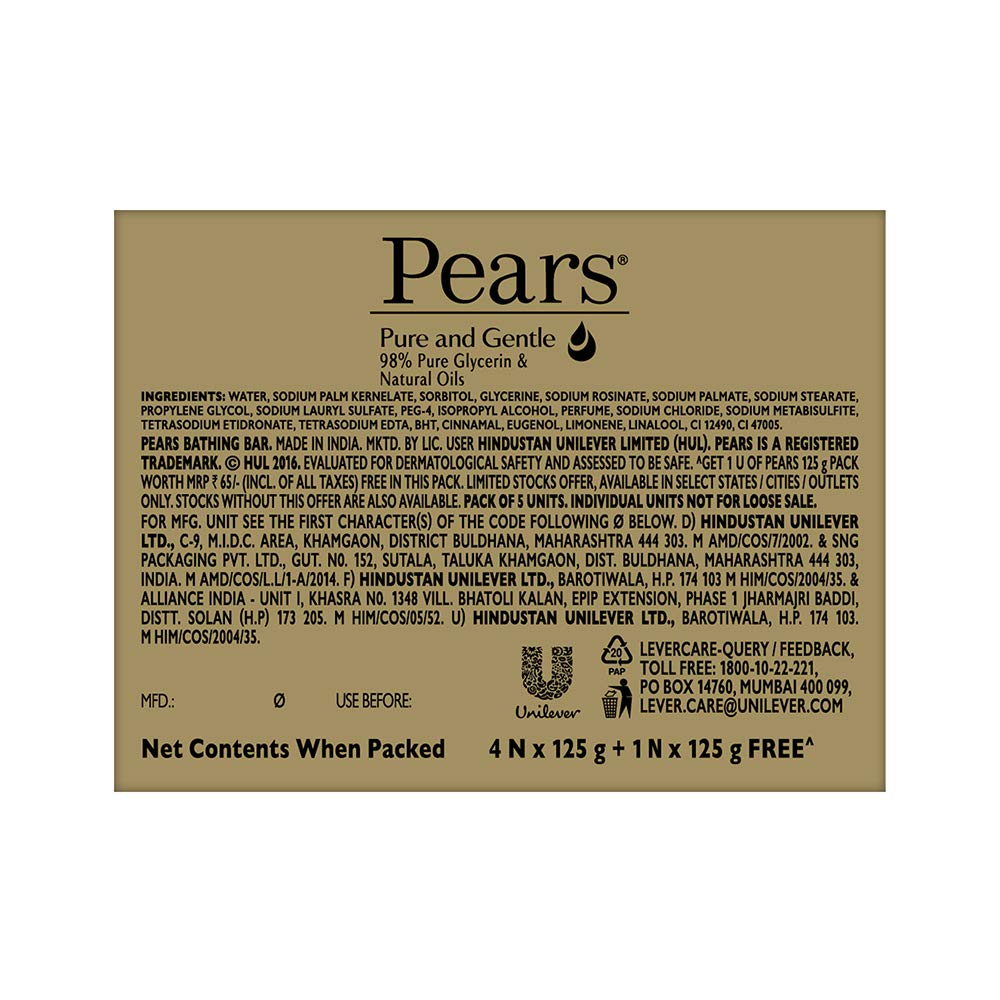 Pears®
Pure and Gentle
98% Pure Glycerin &
Natural Oils
INGREDIENTS: WATER, SODIUM PALM KERNELATE, SORBITOL, GLYCERINE, SODIUM ROSINATE, SODIUM PALMATE, SODIUM STEARATE,
PROPYLENE GLYCOL, SODIUM LAURYL SULFATE, PEG-4, ISOPROPYL ALCOHOL, PERFUME, SODIUM CHLORIDE, SODIUM METABISULFITE,
TETRASODIUM ETIDRONATE, TETRASODIUM EDTA, BHT, CINNAMAL, EUGENOL, LIMONENE, LINALOOL, CI 12490, CI 47005.
PEARS BATHING BAR. MADE IN INDIA. MKTD. BY LIC. USER HINDUSTAN UNILEVER LIMITED (HUL). PEARS IS A REGISTERED
TRADEMARK. © HUL 2016. EVALUATED FOR DERMATOLOGICAL SAFETY AND ASSESSED TO BE SAFE. ^GET 1 U OF PEARS 125 g PACK
WORTH MRP ₹ 65/- (INCL. OF ALL TAXES) FREE IN THIS PACK. LIMITED STOCKS OFFER, AVAILABLE IN SELECT STATES / CITIES / OUTLETS
ONLY. STOCKS WITHOUT THIS OFFER ARE ALSO AVAILABLE. PACK OF 5 UNITS. INDIVIDUAL UNITS NOT FOR LOOSE SALE.
FOR MFG. UNIT SEE THE FIRST CHARACTER(S) OF THE CODE FOLLOWING Ø BELOW. D) HINDUSTAN UNILEVER
LTD., C-9, M.I.D.C. AREA, KHAMGAON, DISTRICT BULDHANA, MAHARASHTRA 444 303. M AMD/COS/7/2002. & SNG
PACKAGING PVT. LTD., GUT. NO. 152, SUTALA, TALUKA KHAMGAON, DIST. BULDHANA, MAHARASHTRA 444 303,
INDIA. M AMD/COS/L.L/1-A/2014. F) HINDUSTAN UNILEVER LTD., BAROTIWALA, H.P. 174 103 M HIM/COS/2004/35. &
ALLIANCE INDIA - UNIT I, KHASRA NO. 1348 VILL. BHATOLI KALAN, EPIP EXTENSION, PHASE 1 JHARMAJRI BADDI,
DISTT. SOLAN (H.P) 173 205. M HIM/COS/05/52. U) HINDUSTAN UNILEVER LTD., BAROTIWALA, H.P. 174 103.
M HIM/COS/2004/35.
LEVERCARE-QUERY / FEEDBACK,
TOLL FREE: 1800-10-22-221,
PO BOX 14760, MUMBAI 400 099,
LEVER.CARE@UNILEVER.COM
20
PAP
Unilever
MFD.: Ø USE BEFORE:
Net Contents When Packed 4 N x 125 g + 1 N x 125 g FREE^